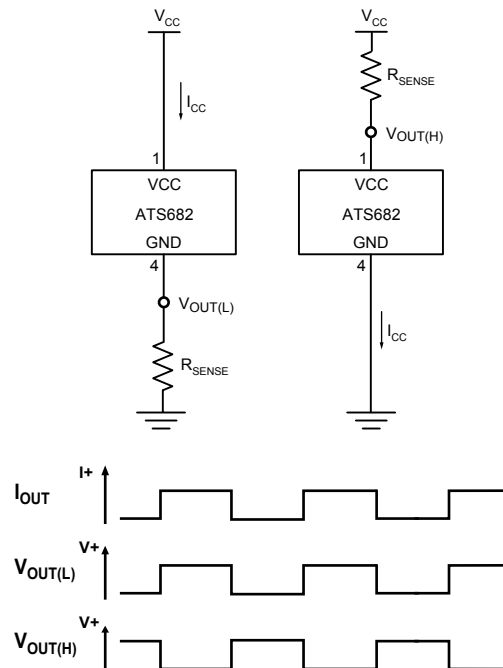 VCC
ICC
1
VCC
ATS682
GND
4
VOUT(L)
RSENSE
VCC
RSENSE
VOUT(H)
1
VCC
ATS682
GND
4
ICC
I+
IOUT
V+
VOUT(L)
V+
VOUT(H)